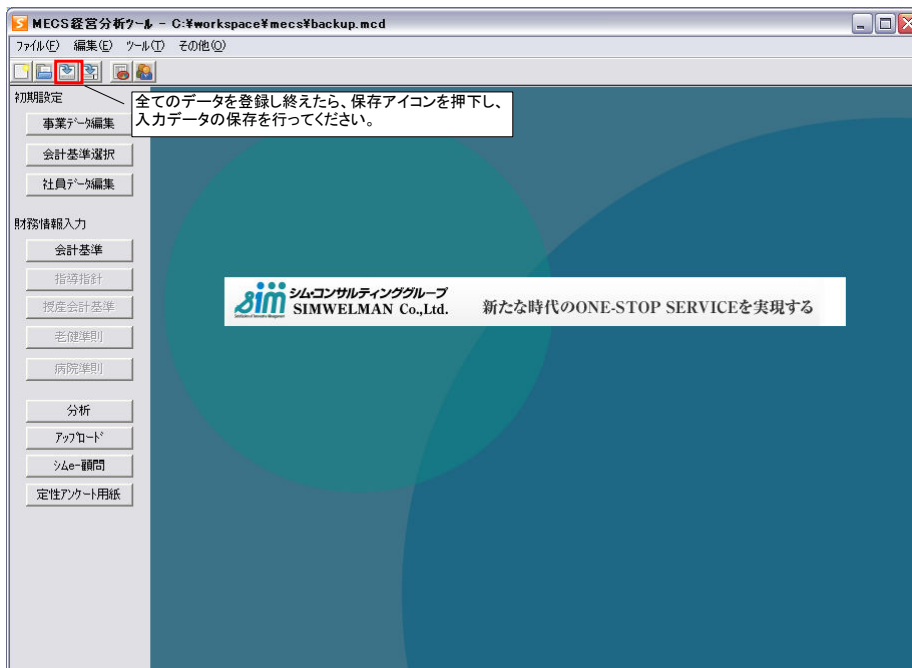 MECS経営分析ツール - C:¥workspace¥mecs¥backup.mcd
ファイル(F) 編集(E) ツール(T) その他(O)
初期設定
全てのデータを登録し終えたら、保存アイコンを押下し、
入力データの保存を行ってください。
事業データ編集
会計基準選択
社員データ編集
財務情報入力
会計基準
指導指針
授産会計基準
老健準則
病院準則
分析
アップロード
シムe-顧問
定性アンケート用紙
sim
シム・コンサルティンググループ
SIMWELMAN Co.,Ltd.
新たな時代のONE-STOP SERVICEを実現する